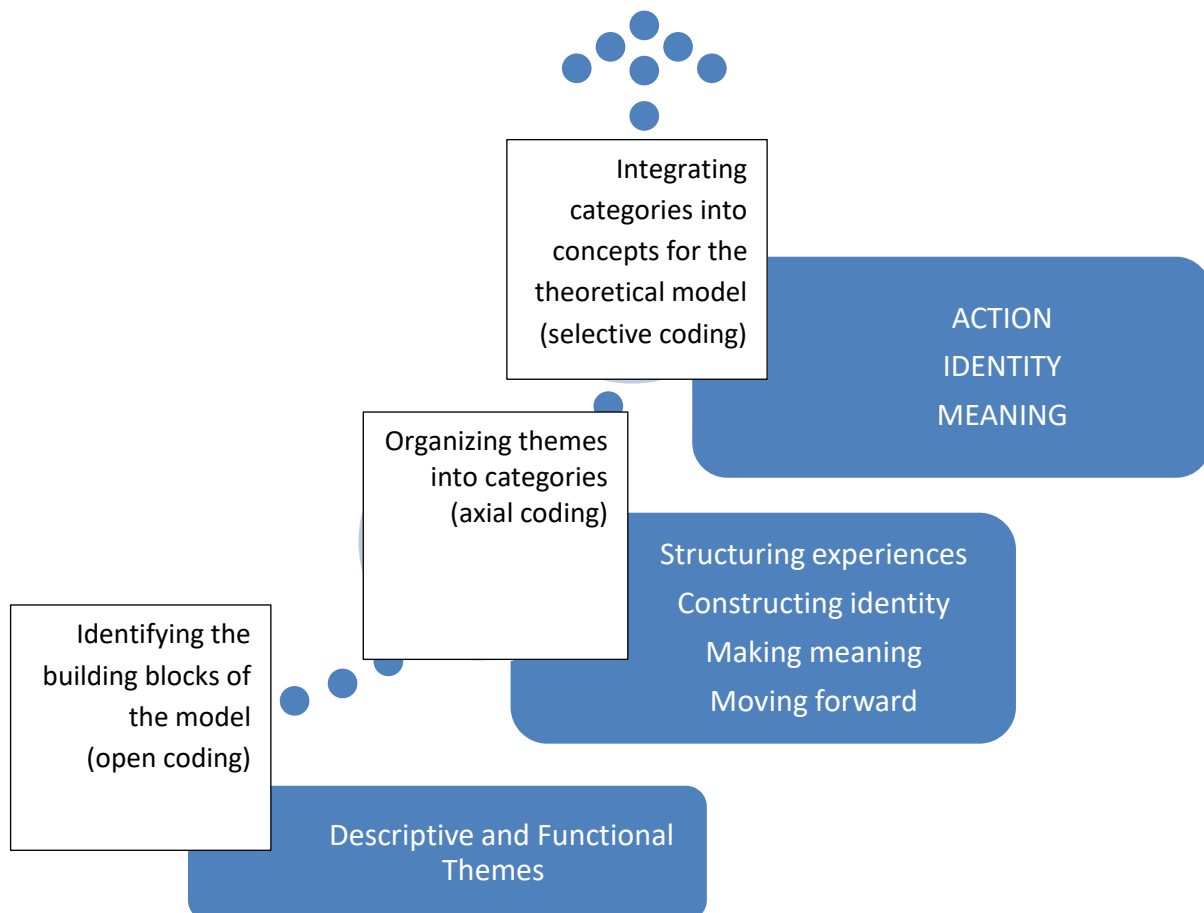 Integrating
categories into
concepts for the
theoretical model
(selective coding)
ACTION
IDENTITY
MEANING
Organizing themes
into categories
(axial coding)
Structuring experiences
Constructing identity
Making meaning
Moving forward
Identifying the
building blocks of
the model
(open coding)
Descriptive and Functional
Themes